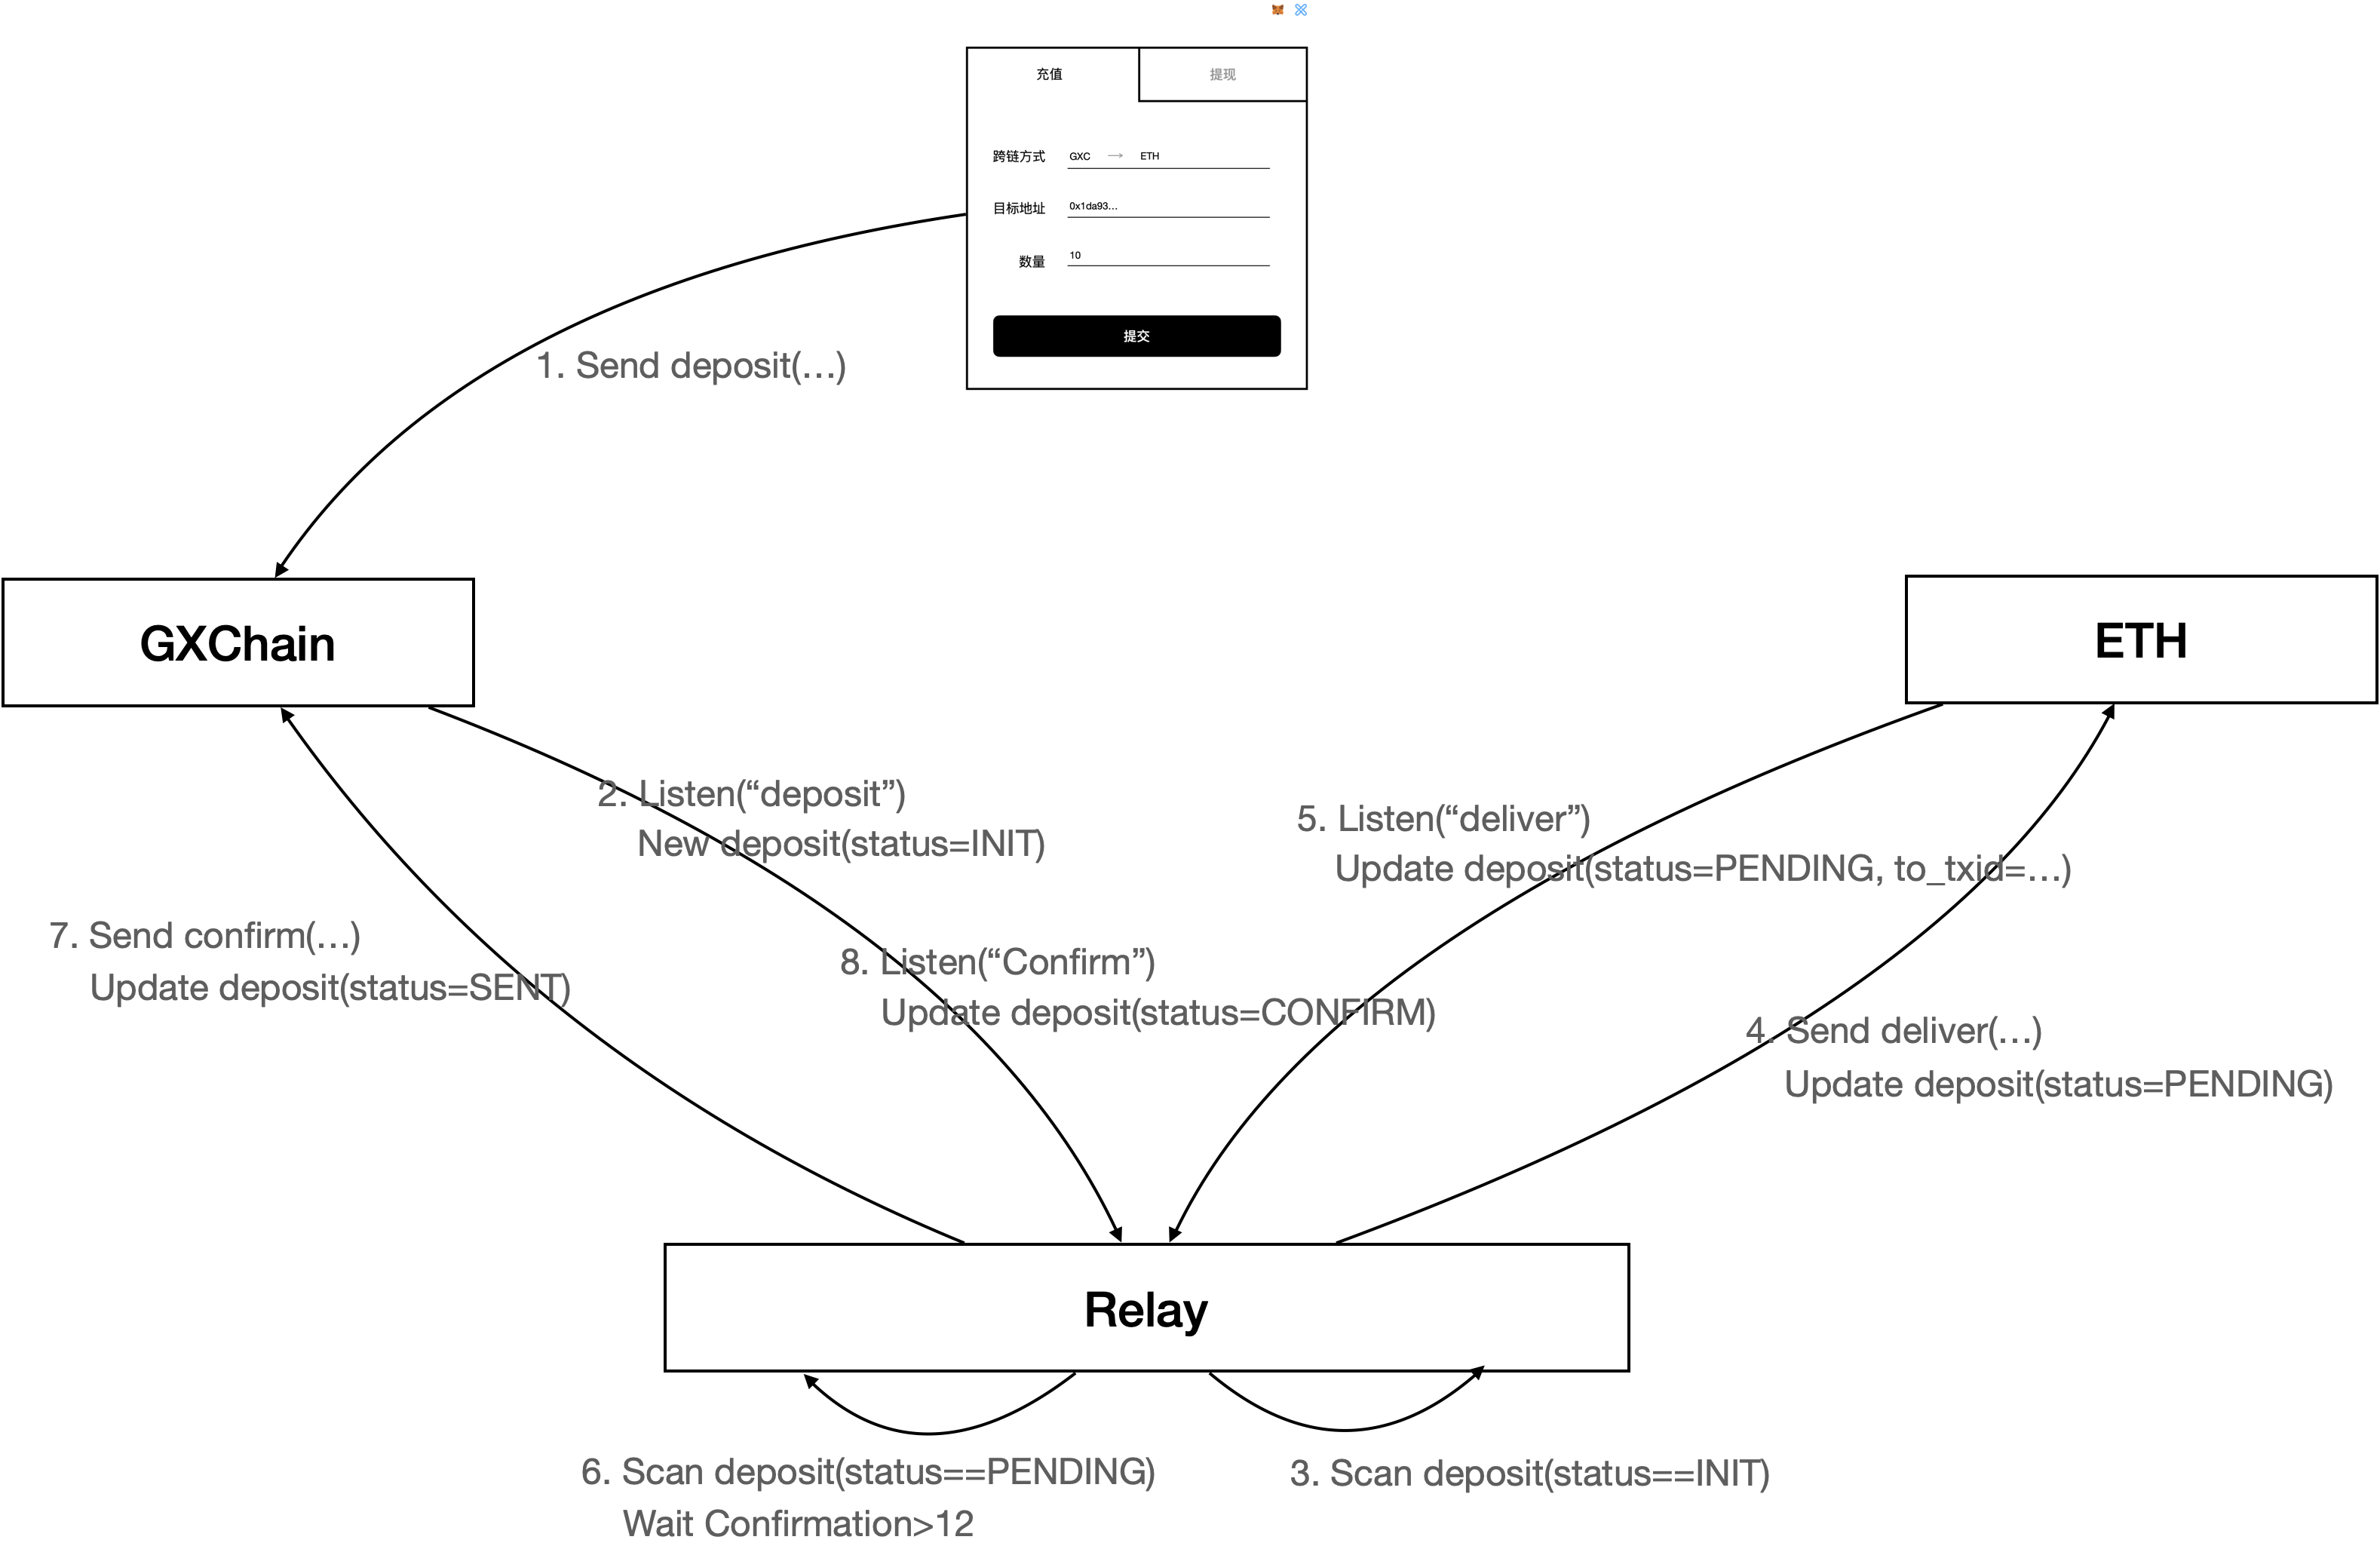 充值
提现
跨链方式 GXC → ETH
目标地址 0x1da93...
数量 10
提交
1. Send deposit(...)
GXChain
ETH
2. Listen(“deposit”)
New deposit(status=INIT)
5. Listen(“deliver”)
Update deposit(status=PENDING, to_txid=...)
7. Send confirm(...)
Update deposit(status=SENT)
8. Listen(“Confirm”)
Update deposit(status=CONFIRM)
4. Send deliver(...)
Update deposit(status=PENDING)
Relay
6. Scan deposit(status==PENDING)
Wait Confirmation>12
3. Scan deposit(status==INIT)